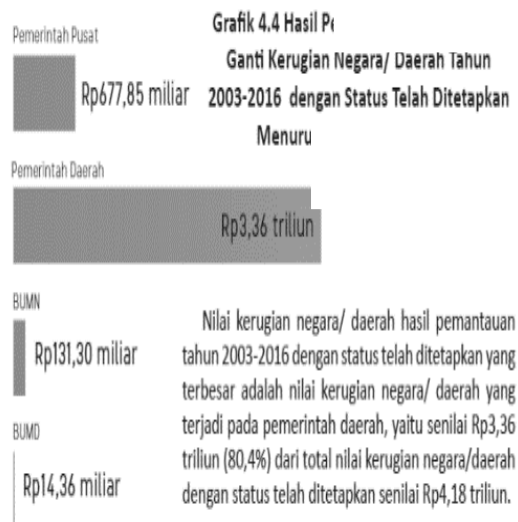 Grafik 4.4 Hasil
Ganti Kerugian Negara/ Daerah Tahun
2003-2016 dengan Status Telah Ditetapkan
Pemerintah Pusat
Rp677,85 miliar
Pemerintah Daerah
Rp3,36 triliun
BUMN
Rp131,30 miliar
BUMD
Rp14,36 miliar
Nilai kerugian negara/ daerah hasil pemantauan
tahun 2003-2016 dengan status telah ditetapkan yang
terbesar adalah nilai kerugian negara/ daerah yang
terjadi pada pemerintah daerah, yaitu senilai Rp3,36
triliun (80,4%) dari total nilai kerugian negara/daerah
dengan status telah ditetapkan senilai Rp4,18 triliun.